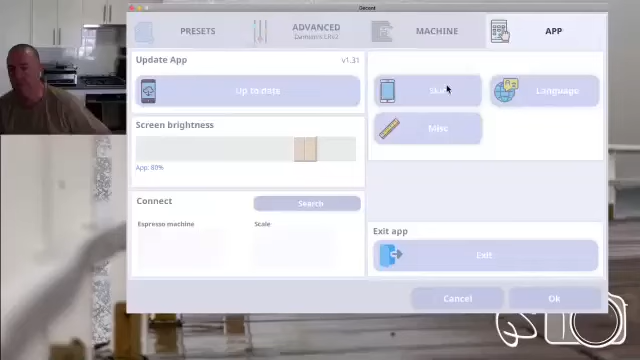 Decent
PRESETS
ADVANCED
MACHINE
APP
Update App
v1.31
Up to date
Skin
Language
Misc
Screen brightness
App: 80%
Connect
Search
Espresso machine
Scale
Exit app
Exit
Cancel
Ok